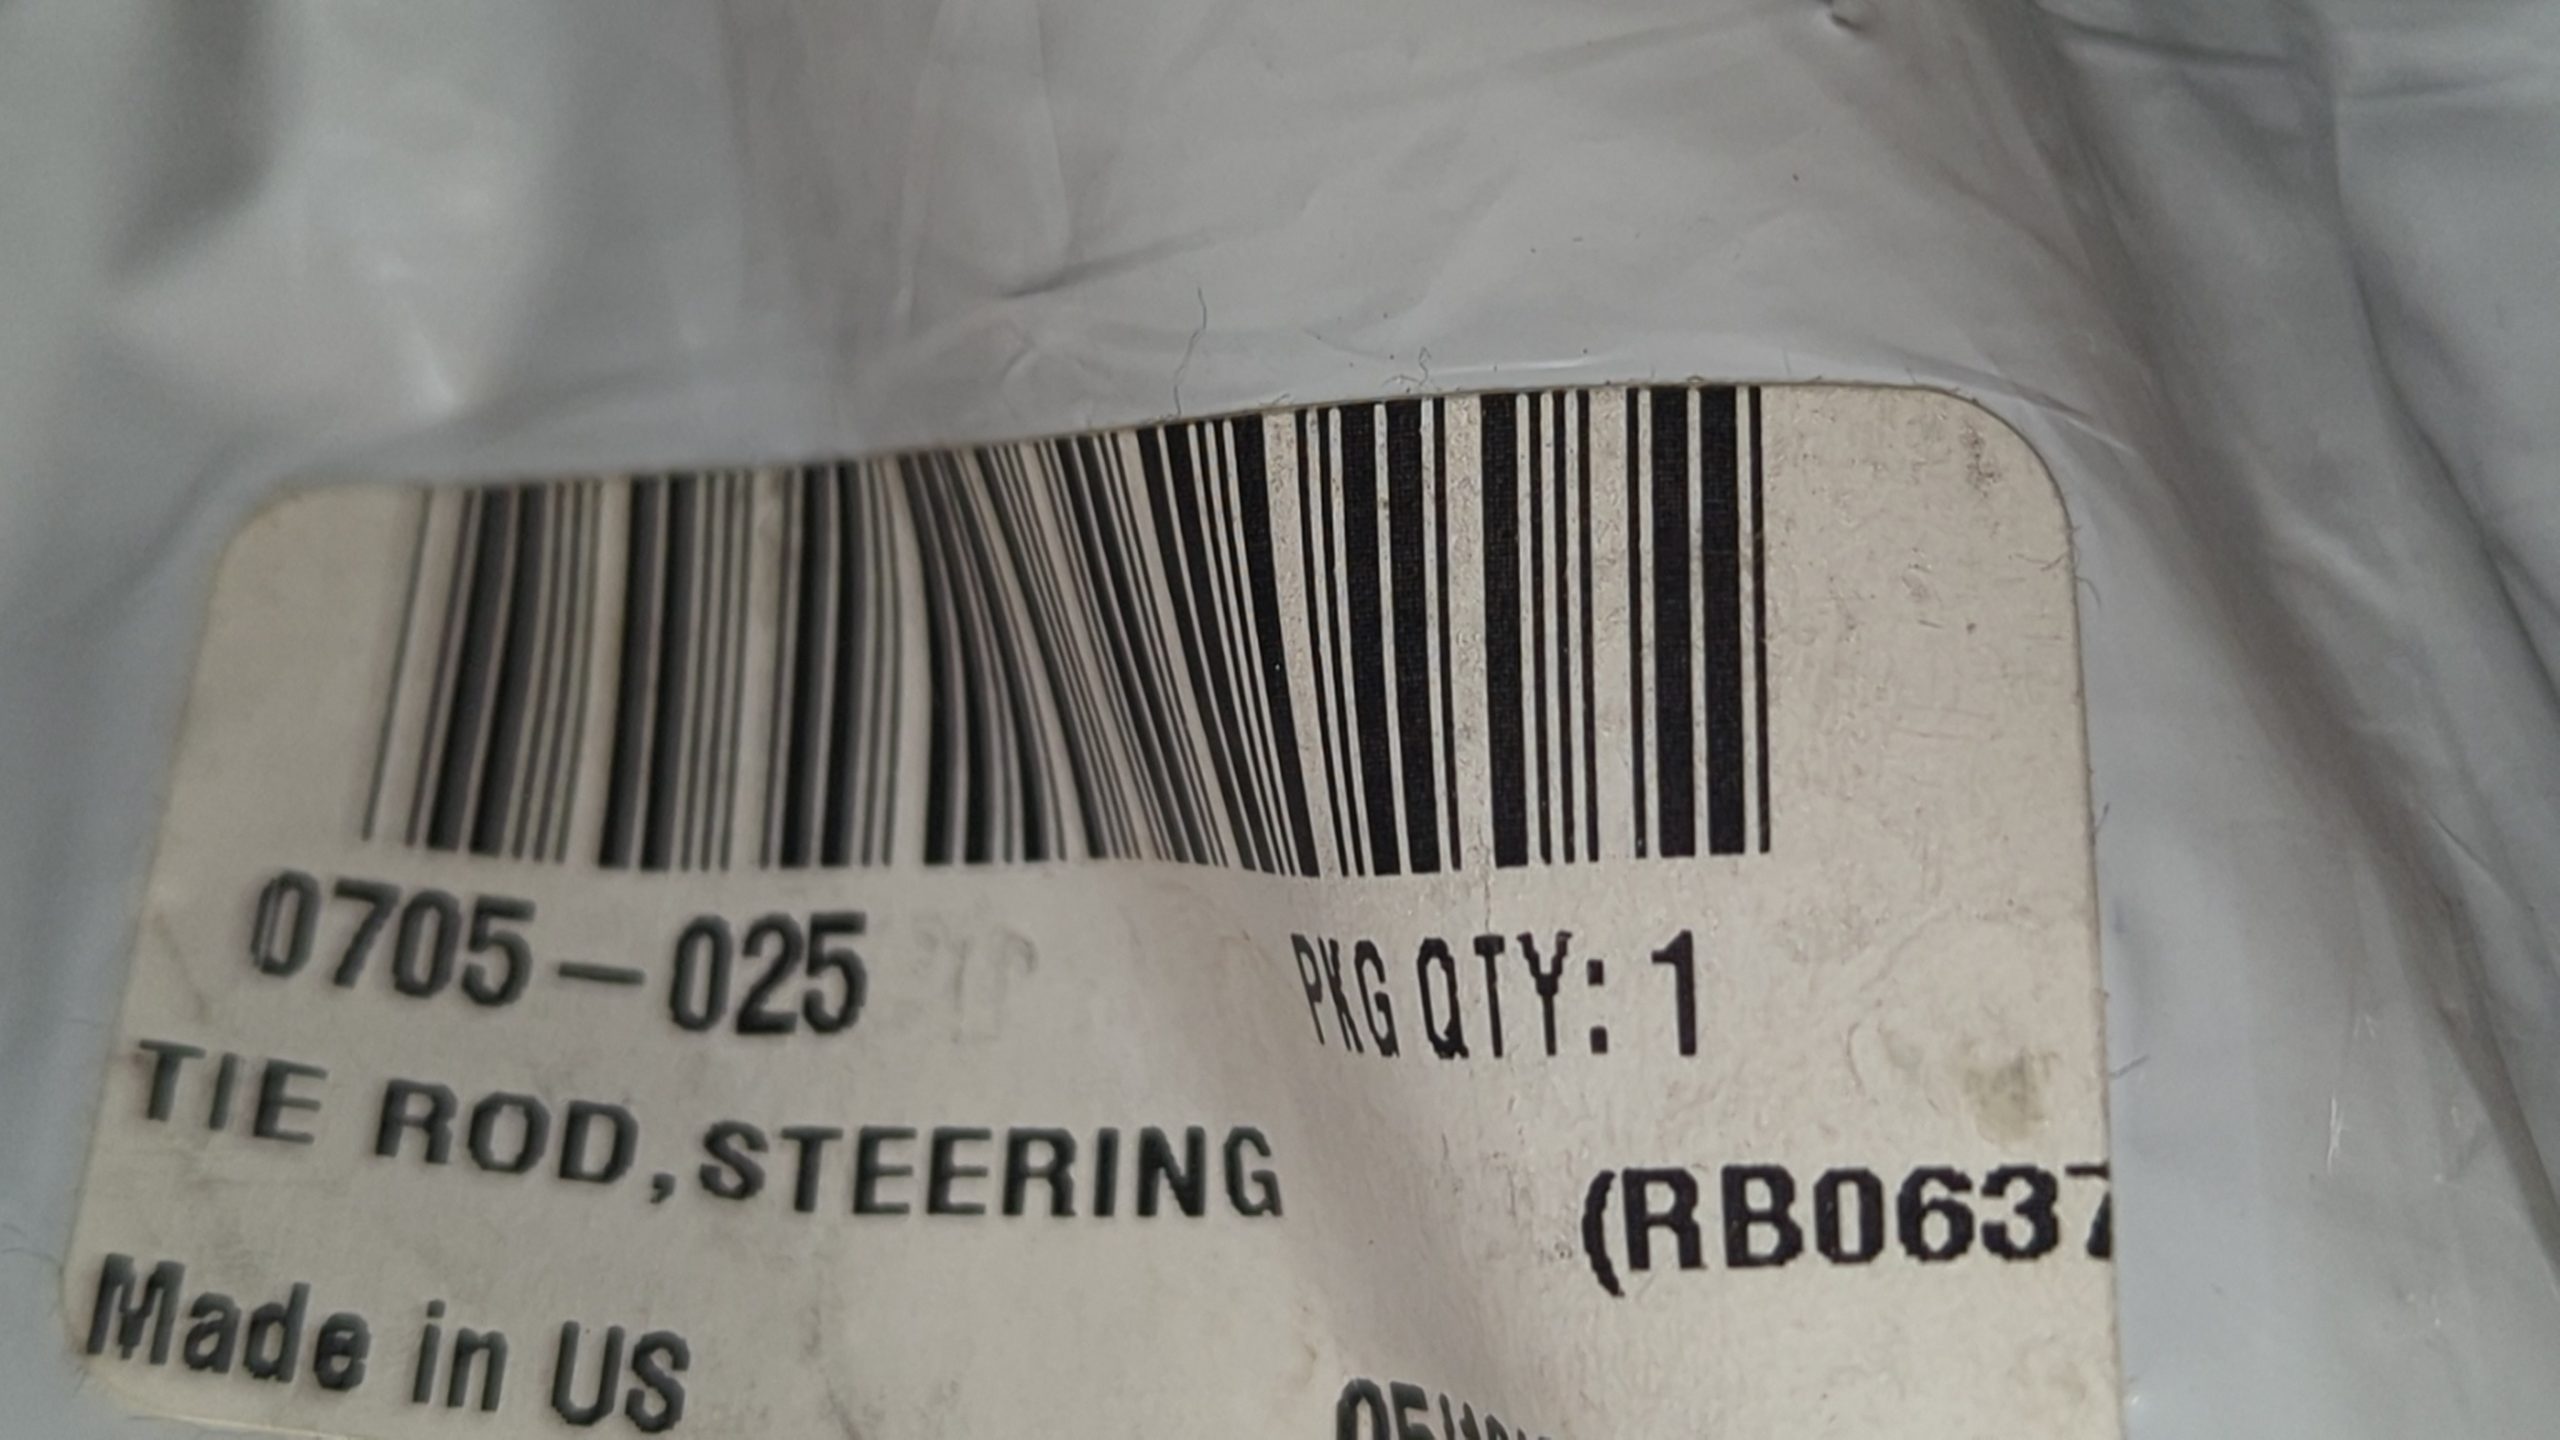 0705-025 PKG QTY: 1
TIE ROD,STEERING
(RB0637
Made in US